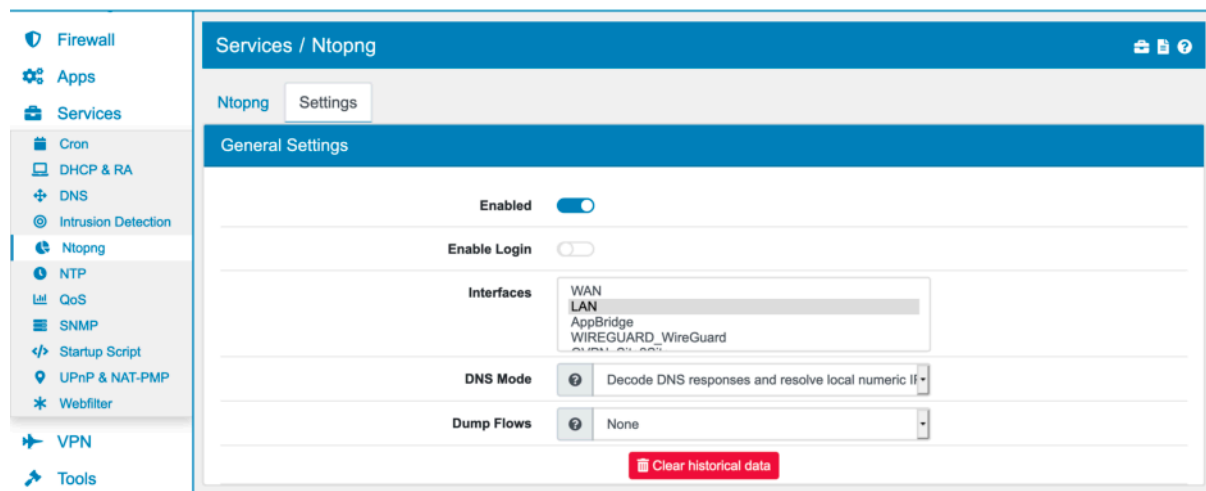 Firewall
Apps
Services
Cron
DHCP & RA
DNS
Intrusion Detection
Ntopng
NTP
QoS
SNMP
Startup Script
UPnP & NAT-PMP
Webfilter
VPN
Tools
Services / Ntopng
Ntopng Settings
General Settings
Enabled
Enable Login
Interfaces
WAN
LAN
AppBridge
WIREGUARD_WireGuard
DNS Mode
Decode DNS responses and resolve local numeric
Dump Flows
None
Clear historical data